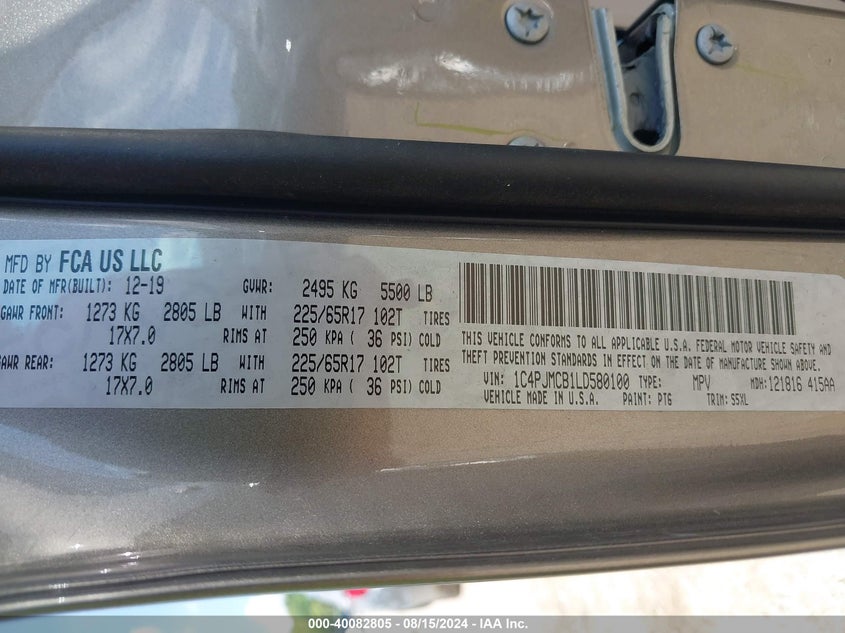 MFD BY FCA US LLC
DATE OF MFR(BUILT): 12-19 GVWR: 2495 KG 5500 LB
GAWR FRONT: 1273 KG 2805 LB WITH 225/65R17 102T TIRES
17X7.0 RIMS AT 250 KPA ( 36 PSI) COLD
GAWR REAR: 1273 KG 2805 LB WITH 225/65R17 102T TIRES
17X7.0 RIMS AT 250 KPA ( 36 PSI) COLD
THIS VEHICLE CONFORMS TO ALL APPLICABLE U.S.A. FEDERAL MOTOR VEHICLE SAFETY AND
THEFT PREVENTION STANDARDS IN EFFECT ON THE DATE OF MANUFACTURE SHOWN ABOVE.
VIN: 1C4PJMCB1LD580100 TYPE: MPV MDH: 121816 415AA
VEHICLE MADE IN U.S.A. PAINT: PTG TRIM: S5XL
000-40082805 - 08/15/2024 - IAA Inc.